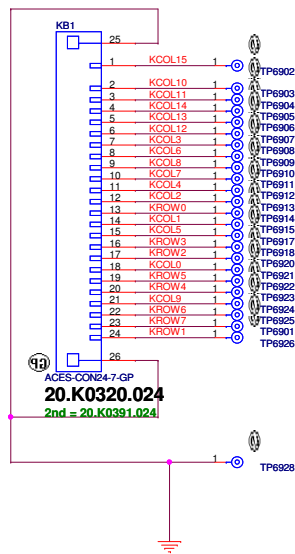 KB1
25
1 KCOL15 1 TP6902
2 KCOL10 1 TP6903
3 KCOL11 1 TP6904
4 KCOL14 1 TP6905
5 KCOL13 1 TP6906
6 KCOL12 1 TP6907
7 KCOL3 1 TP6908
8 KCOL6 1 TP6909
9 KCOL8 1 TP6910
10 KCOL7 1 TP6911
11 KCOL4 1 TP6912
12 KCOL2 1 TP6913
13 KROW0 1 TP6914
14 KCOL1 1 TP6915
15 KCOL5 1 TP6917
16 KROW3 1 TP6918
17 KROW2 1 TP6920
18 KCOL0 1 TP6921
19 KROW5 1 TP6922
20 KROW4 1 TP6923
21 KCOL9 1 TP6924
22 KROW6 1 TP6925
23 KROW7 1 TP6901
24 KROW1 1 TP6926
26
ACES-CON24-7-GP
20.K0320.024
2nd = 20.K0391.024
1 TP6928